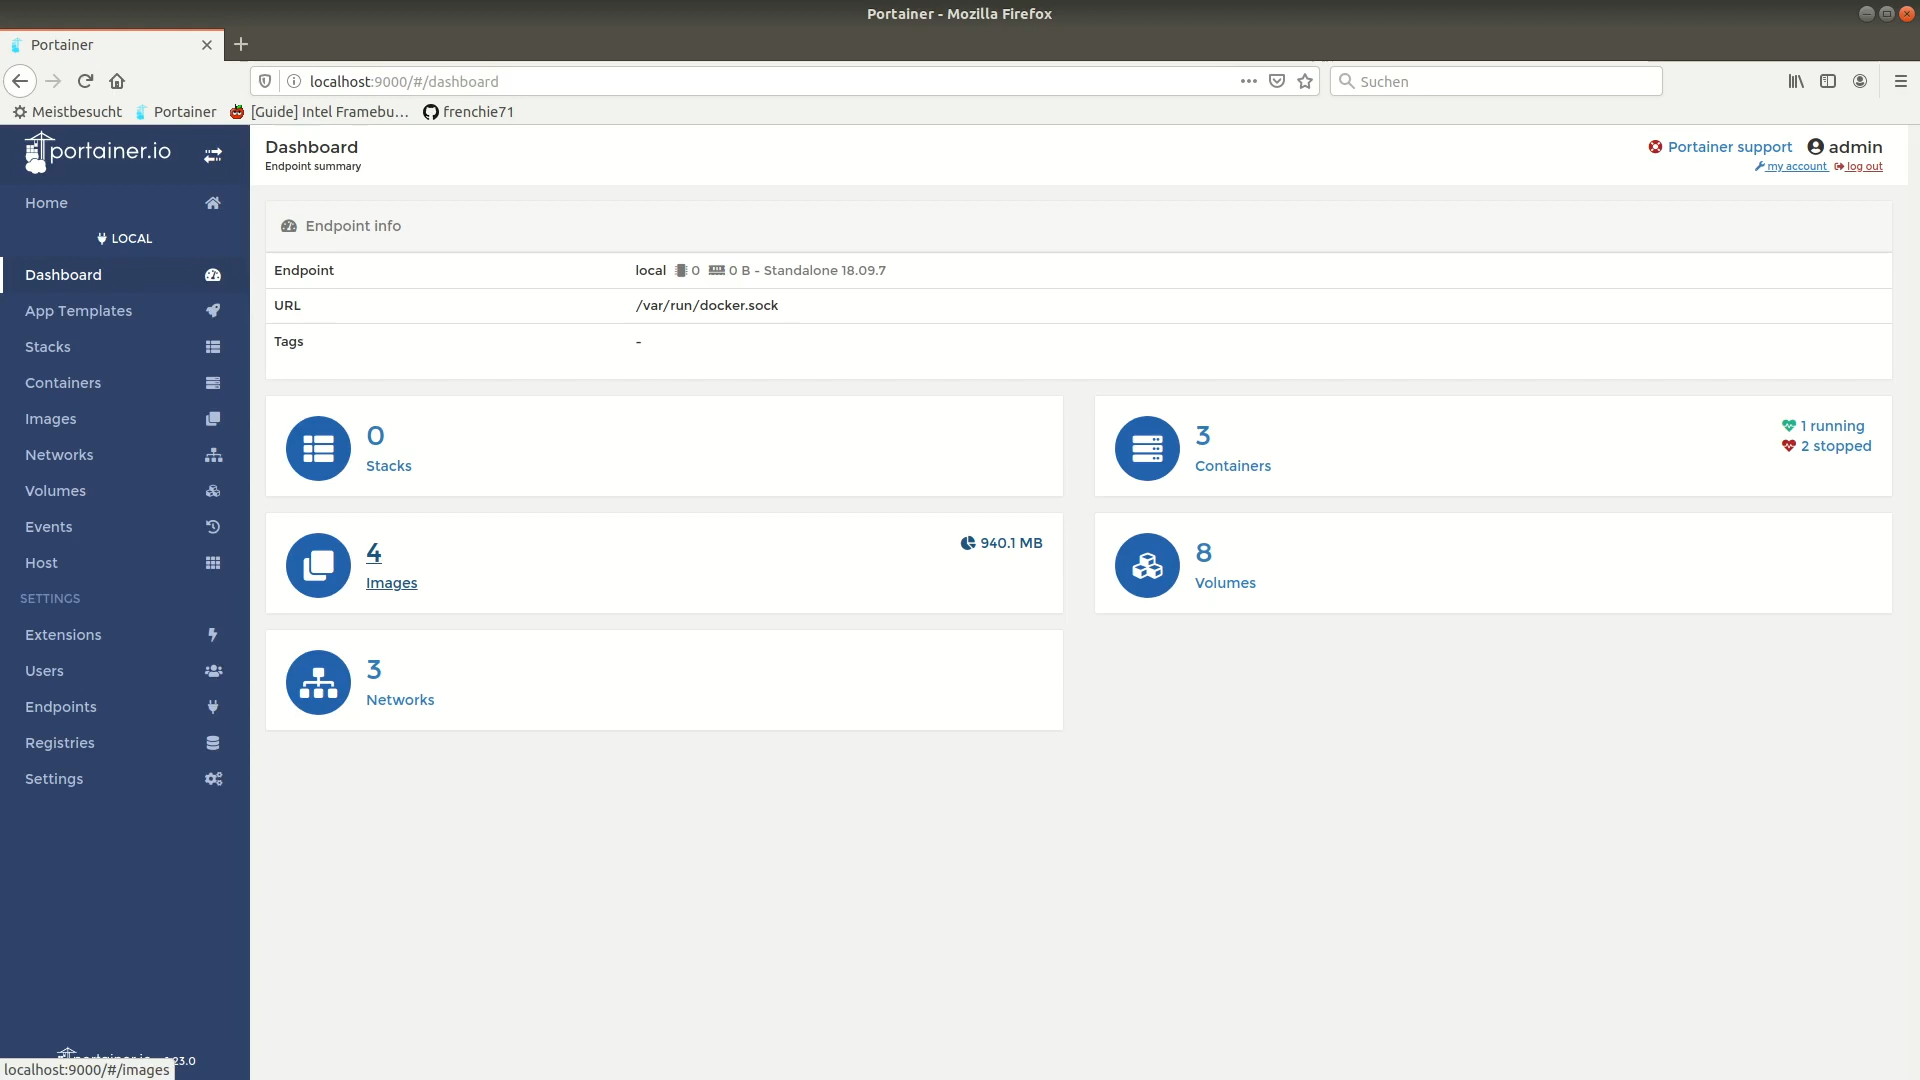 Portainer - Mozilla Firefox
Portainer
localhost:9000/#/dashboard
Suchen
Meistbesucht
Portainer
[Guide] Intel Framebu…
frenchie71
portainer.io
Dashboard
Endpoint summary
Portainer support
admin
my account
log out
Home
LOCAL
Dashboard
App Templates
Stacks
Containers
Images
Networks
Volumes
Events
Host
SETTINGS
Extensions
Users
Endpoints
Registries
Settings
Endpoint info
Endpoint
local 0 0 B - Standalone 18.09.7
URL
/var/run/docker.sock
Tags
-
0
Stacks
3
Containers
1 running
2 stopped
4
Images
940.1 MB
8
Volumes
3
Networks
localhost:9000/#/images